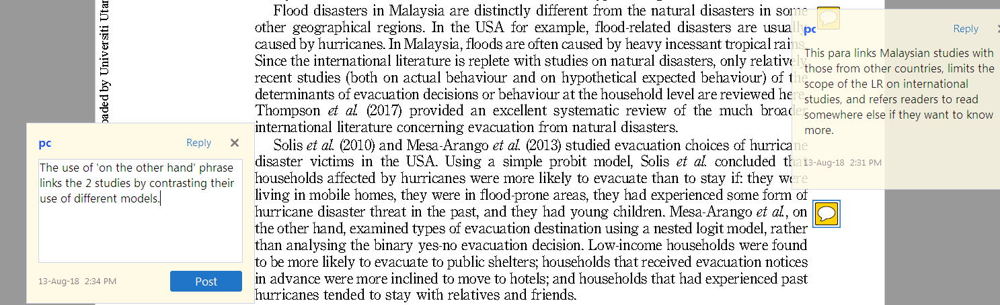 Flood disasters in Malaysia are distinctly different from the natural disasters in some
other geographical regions. In the USA for example, flood-related disasters are usually
caused by hurricanes. In Malaysia, floods are often caused by heavy incessant tropical rains.
Since the international literature is replete with studies on natural disasters, only relatively
recent studies (both on actual behaviour and on hypothetical expected behaviour) of the
determinants of evacuation decisions or behaviour at the household level are reviewed here.
Thompson et al. (2017) provided an excellent systematic review of the much broader
international literature concerning evacuation from natural disasters.
Solis et al. (2010) and Mesa-Arango et al. (2013) studied evacuation choices of hurricane
disaster victims in the USA. Using a simple probit model, Solis et al. concluded that
households affected by hurricanes were more likely to evacuate than to stay if: they were
living in mobile homes, they were in flood-prone areas, they had experienced some form of
hurricane disaster threat in the past, and they had young children. Mesa-Arango et al., on
the other hand, examined types of evacuation destination using a nested logit model, rather
than analysing the binary yes-no evacuation decision. Low-income households were found
to be more likely to evacuate to public shelters; households that received evacuation notices
in advance were more inclined to move to hotels; and households that had experienced past
hurricanes tended to stay with relatives and friends.
by Universiti
pc
Reply
The use of 'on the other hand' phrase
links the 2 studies by contrasting their
use of different models.
13-Aug-18 2:34 PM
Post
pc
Reply
This para links Malaysian studies with
those from other countries, limits the
scope of the LR on international
studies, and refers readers to read
somewhere else if they want to know
more.
13-Aug-18 2:31 PM